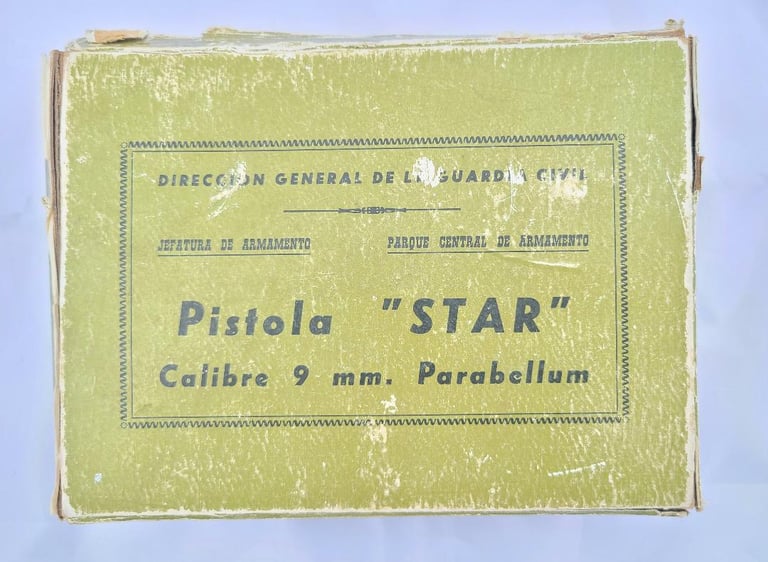 DIRECCION GENERAL DE LA GUARDIA CIVIL
JEFATURA DE ARMAMENTO
PARQUE CENTRAL DE ARMAMENTO
Pistola "STAR"
Calibre 9 mm. Parabellum